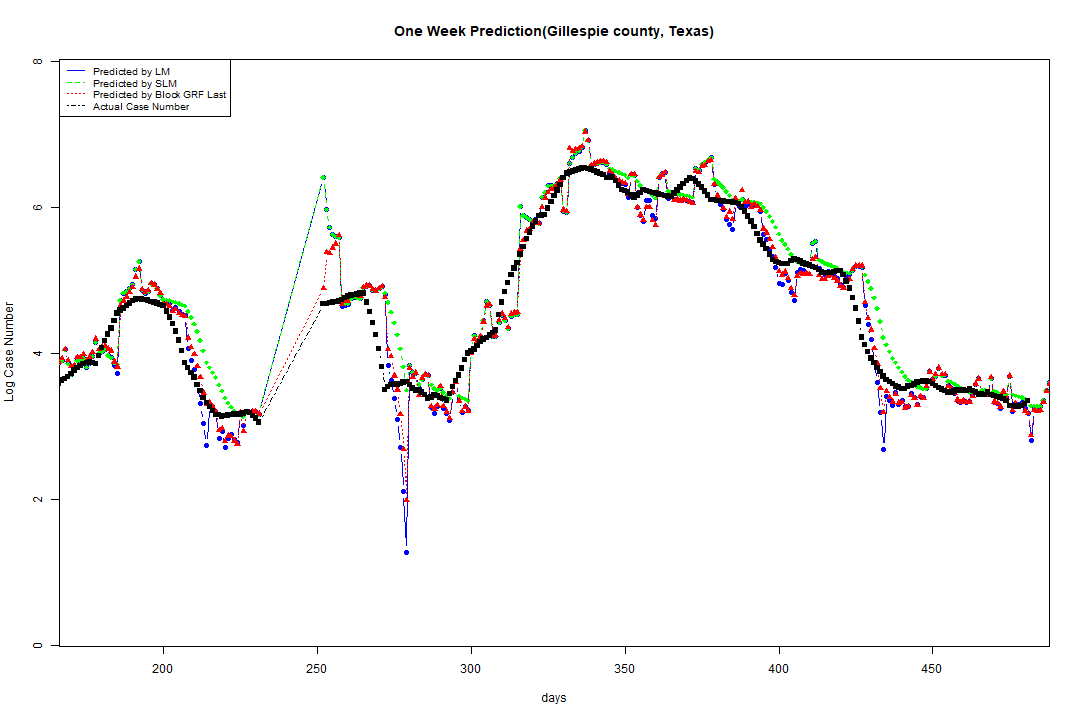 One Week Prediction(Gillespie county, Texas)
Predicted by LM
Predicted by SLM
Predicted by Block GRF Last
Actual Case Number
Log Case Number
8
6
4
2
0
200 250 300 350 400 450
days